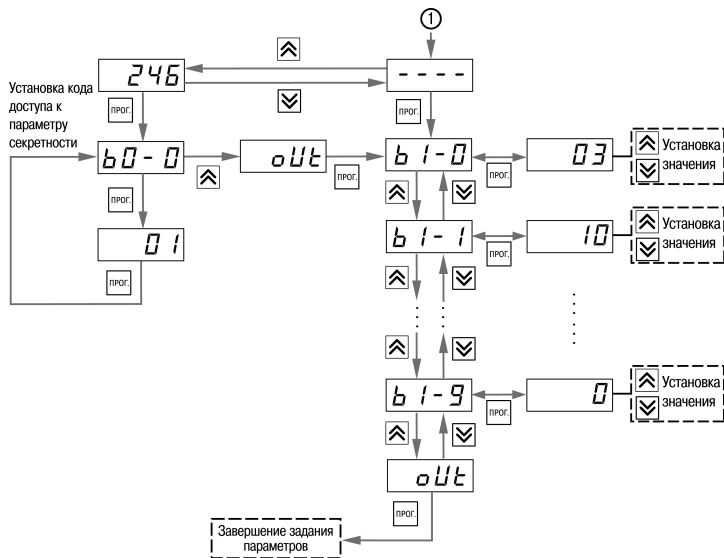 1
246
- - - -
Установка кода
доступа к
параметру
секретности
ПРОГ.
ПРОГ.
b0-0
oUt
ПРОГ.
b1-0
ПРОГ.
03
Установка
значения
ПРОГ.
01
ПРОГ.
b1-1
ПРОГ.
10
Установка
значения
b1-9
ПРОГ.
0
Установка
значения
oUt
ПРОГ.
Завершение задания
параметров